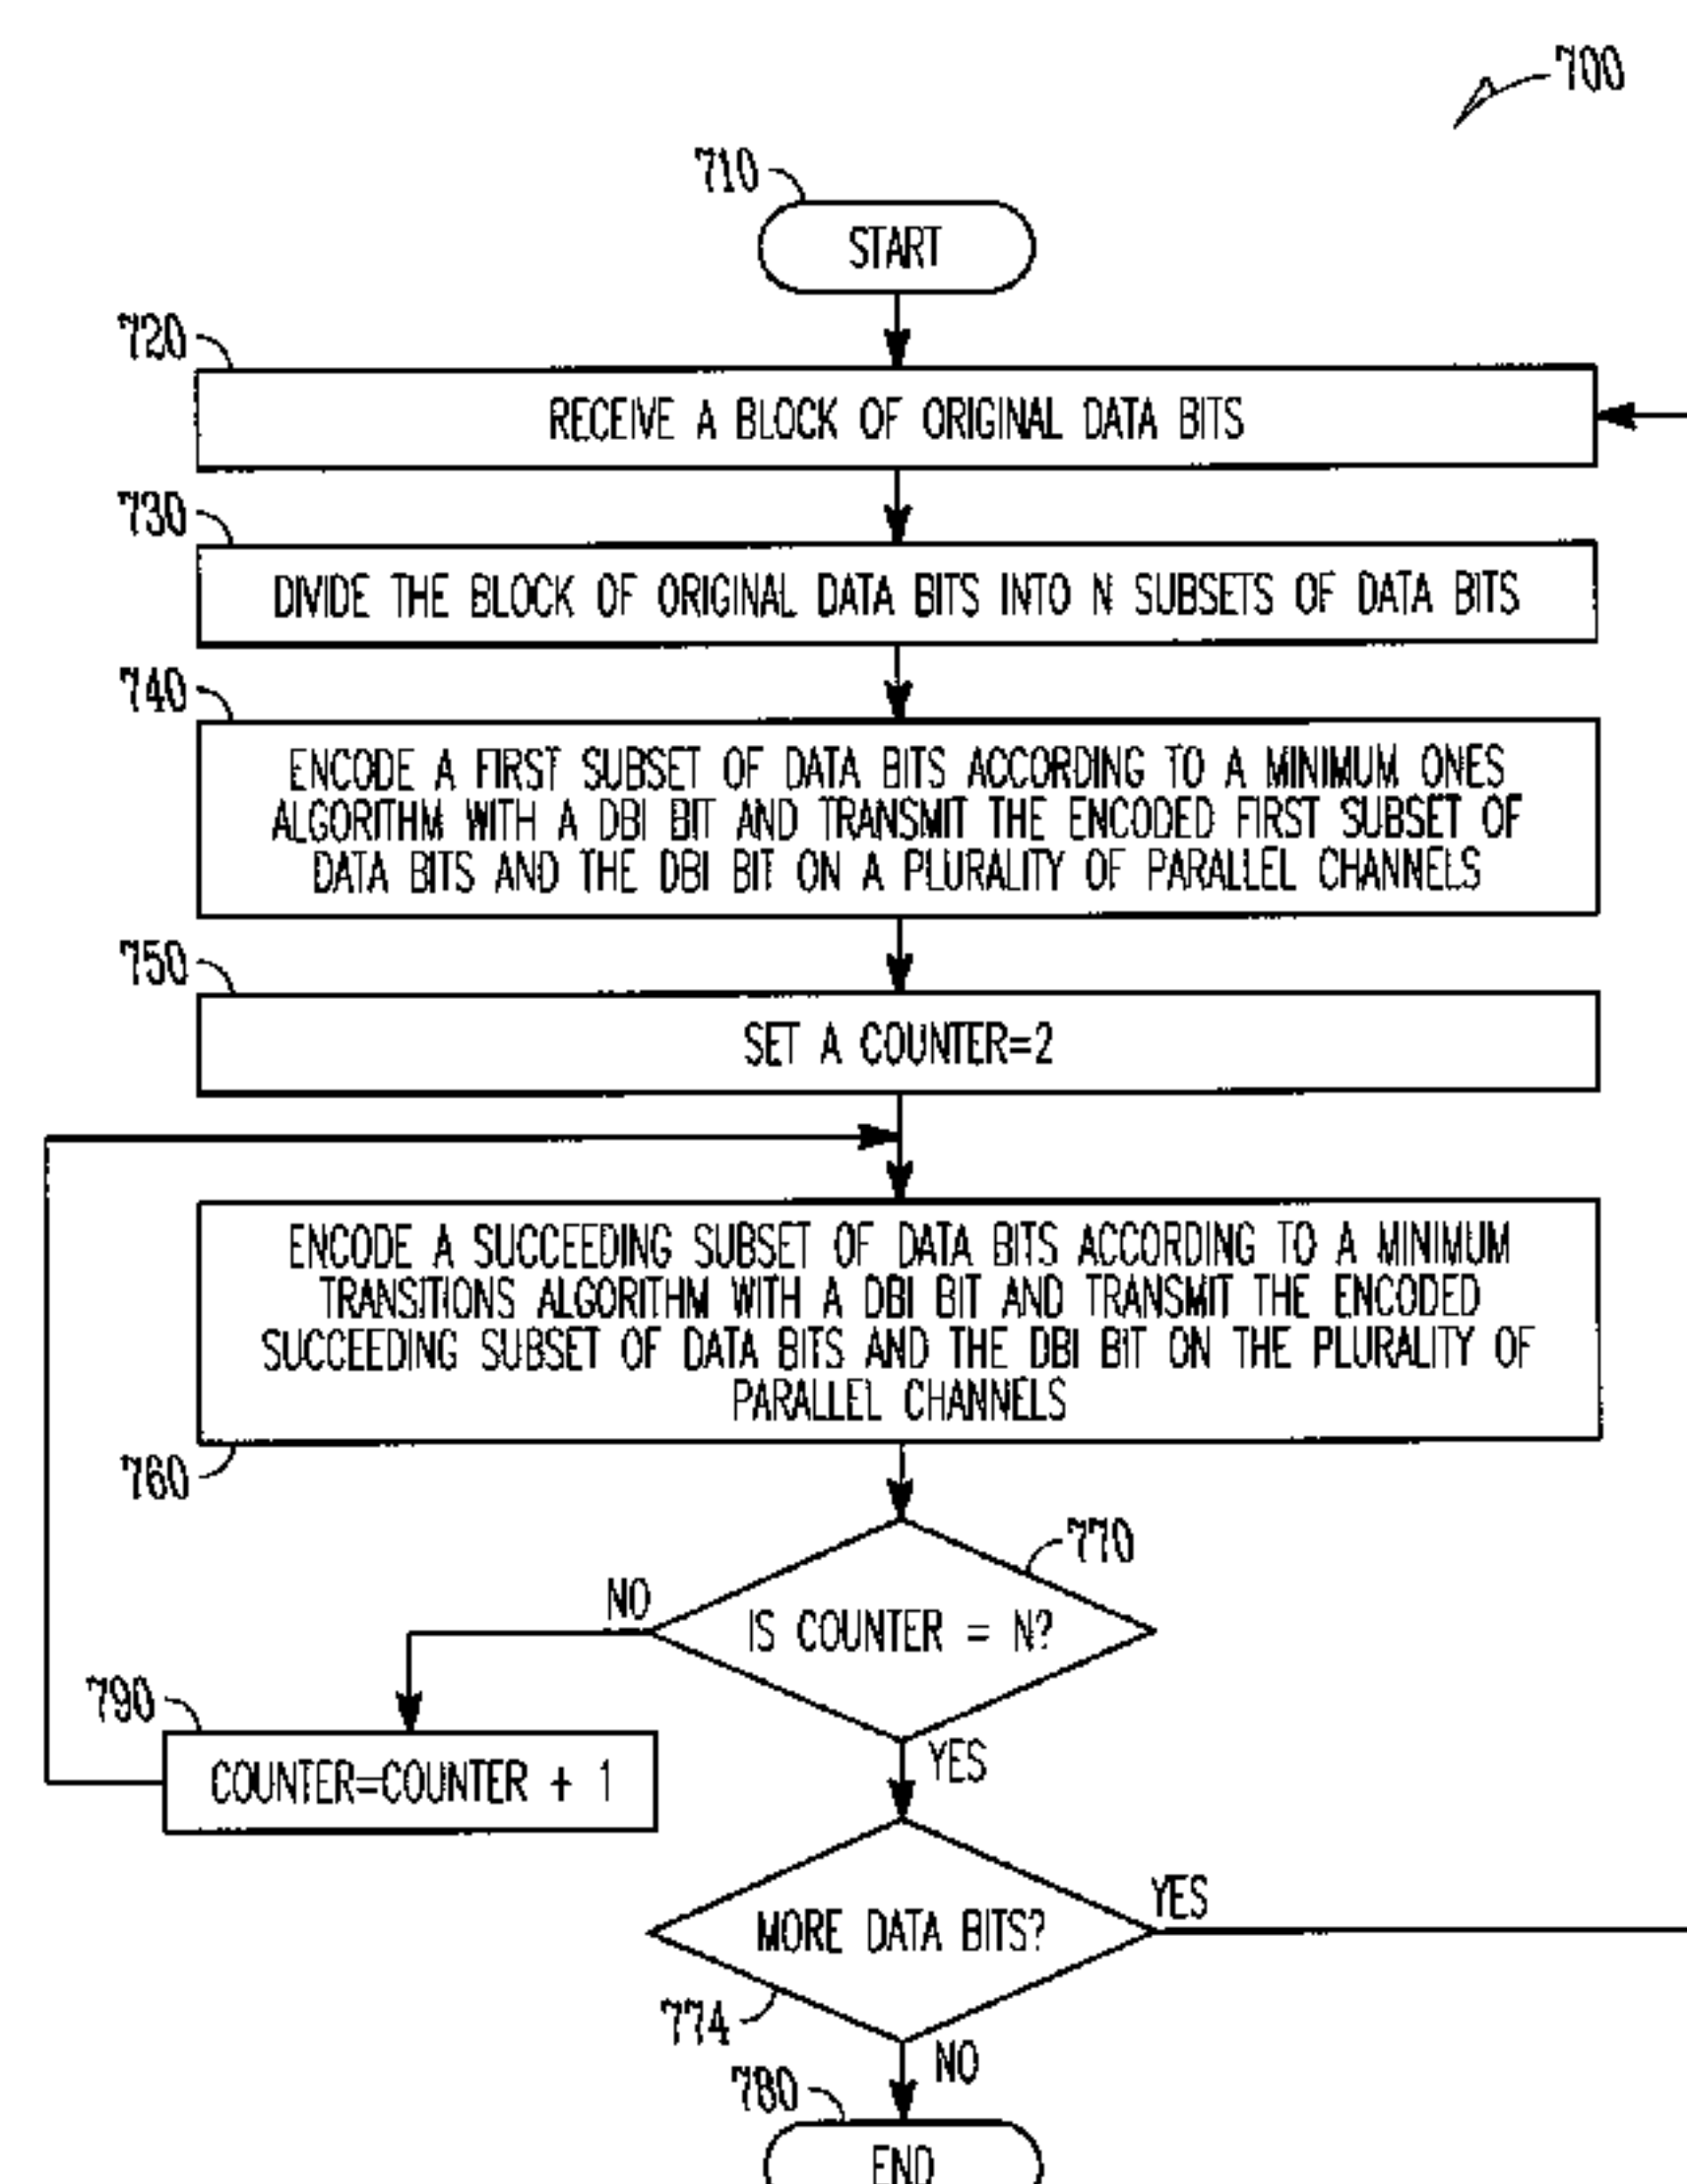 700
710
START
720
RECEIVE A BLOCK OF ORIGINAL DATA BITS
730
DIVIDE THE BLOCK OF ORIGINAL DATA BITS INTO N SUBSETS OF DATA BITS
740
ENCODE A FIRST SUBSET OF DATA BITS ACCORDING TO A MINIMUM ONES
ALGORITHM WITH A DBI BIT AND TRANSMIT THE ENCODED FIRST SUBSET OF
DATA BITS AND THE DBI BIT ON A PLURALITY OF PARALLEL CHANNELS
750
SET A COUNTER=2
ENCODE A SUCCEEDING SUBSET OF DATA BITS ACCORDING TO A MINIMUM
TRANSITIONS ALGORITHM WITH A DBI BIT AND TRANSMIT THE ENCODED
SUCCEEDING SUBSET OF DATA BITS AND THE DBI BIT ON THE PLURALITY OF
PARALLEL CHANNELS
760
770
NO
IS COUNTER = N?
790
YES
COUNTER=COUNTER + 1
YES
MORE DATA BITS?
774
NO
780
END